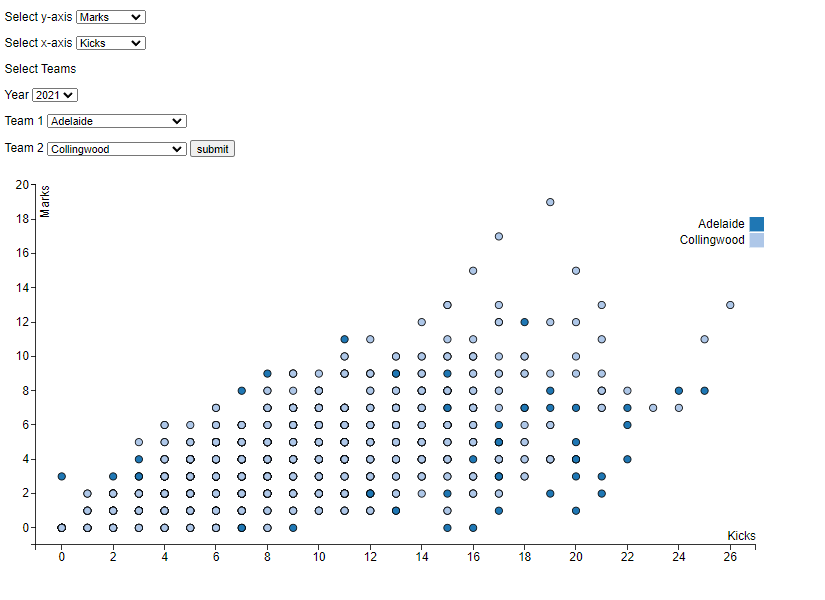 Select y-axis Marks
Select x-axis Kicks
Select Teams
Year 2021
Team 1 Adelaide
Team 2 Collingwood submit
Marks
20
18
16
14
12
10
8
6
4
2
0
Adelaide
Collingwood
Kicks
0 2 4 6 8 10 12 14 16 18 20 22 24 26